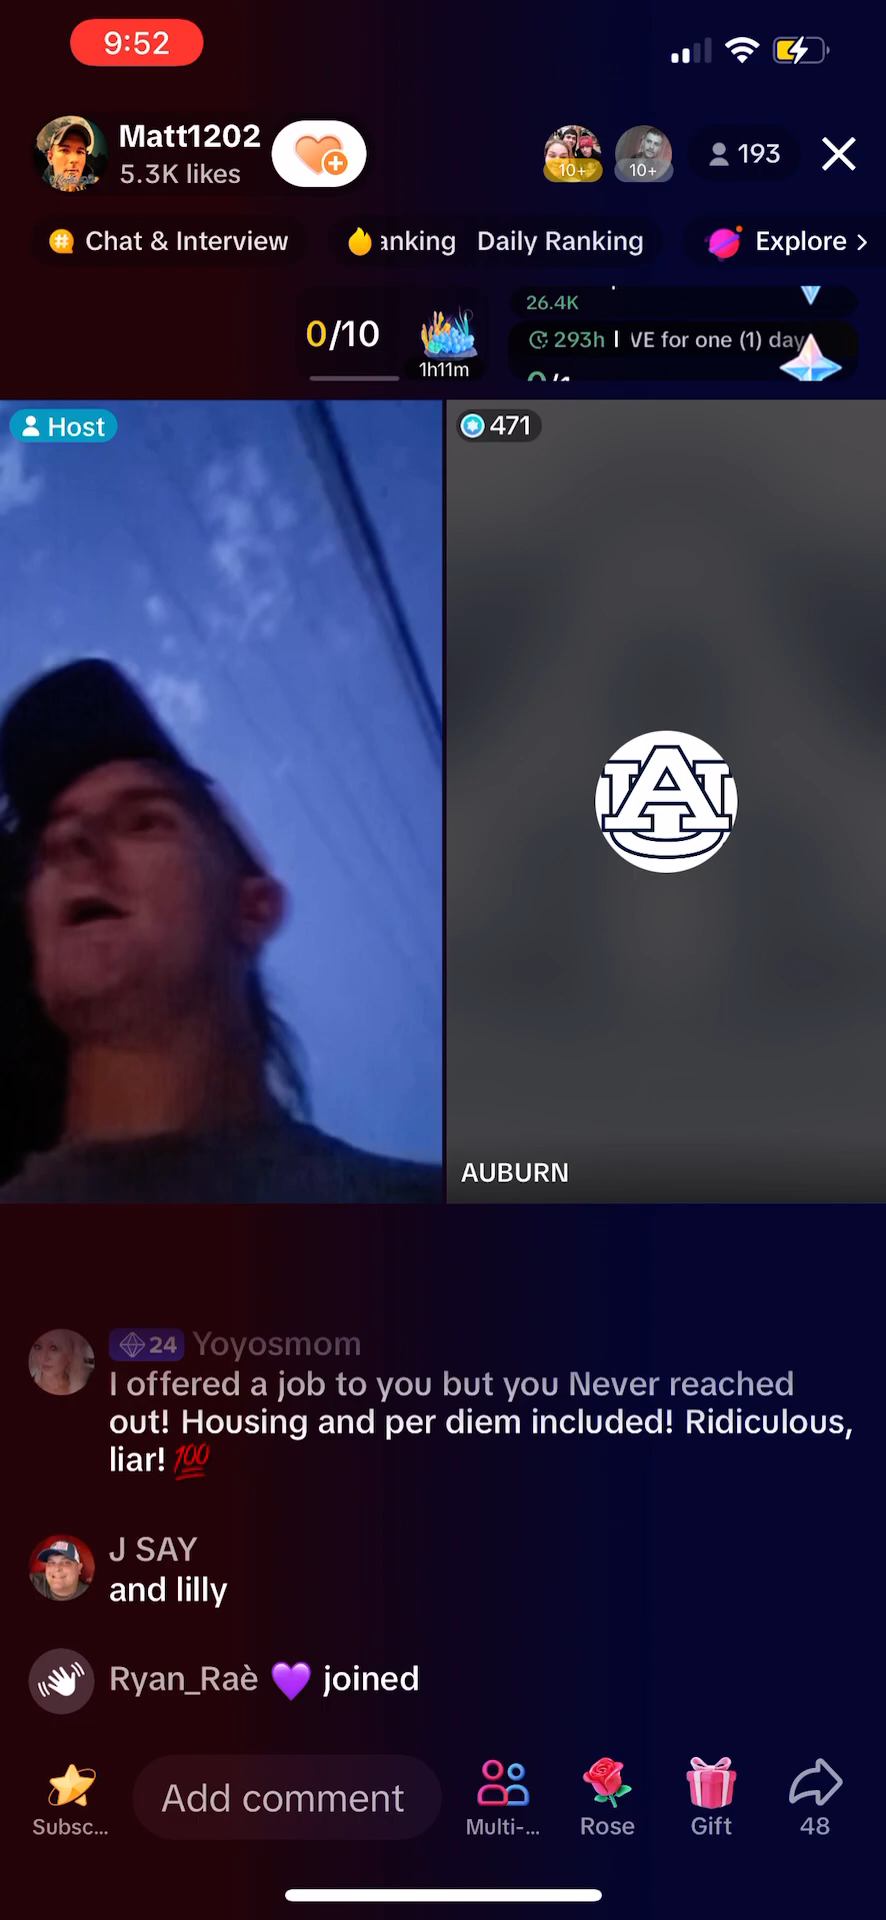 9:52
Matt1202
5.3K likes
10+
10+
193
Chat & Interview
anking Daily Ranking
Explore >
0/10
1h11m
26.4K
293h
VE for one (1) day
Host
471
AU
AUBURN
24 Yoyosmom
I offered a job to you but you Never reached
out! Housing and per diem included! Ridiculous,
liar! 💯
J SAY
and lilly
Ryan_Raè 💜 joined
Subsc...
Add comment
Multi-...
Rose
Gift
48